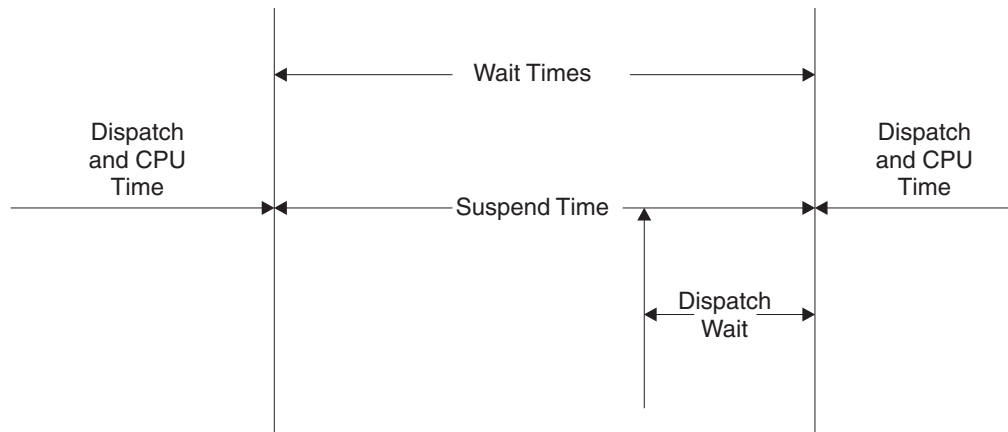 Wait Times
Dispatch
and CPU
Time
Dispatch
and CPU
Time
Suspend Time
Dispatch
Wait